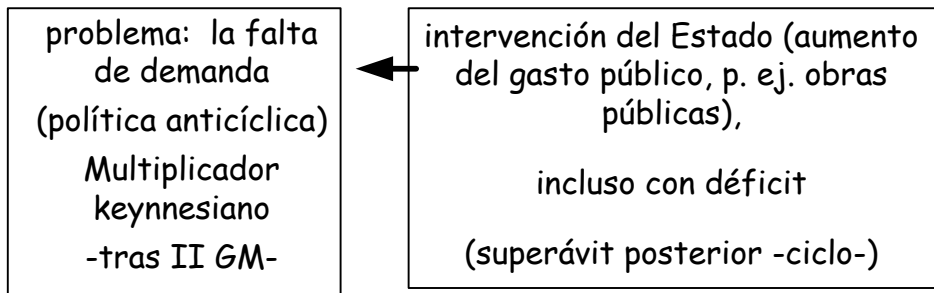 problema: la falta
de demanda
(política anticíclica)
Multiplicador
keynnesiano
-tras II GM-
intervención del Estado (aumento
del gasto público, p. ej. obras
públicas),
incluso con déficit
(superávit posterior -ciclo-)